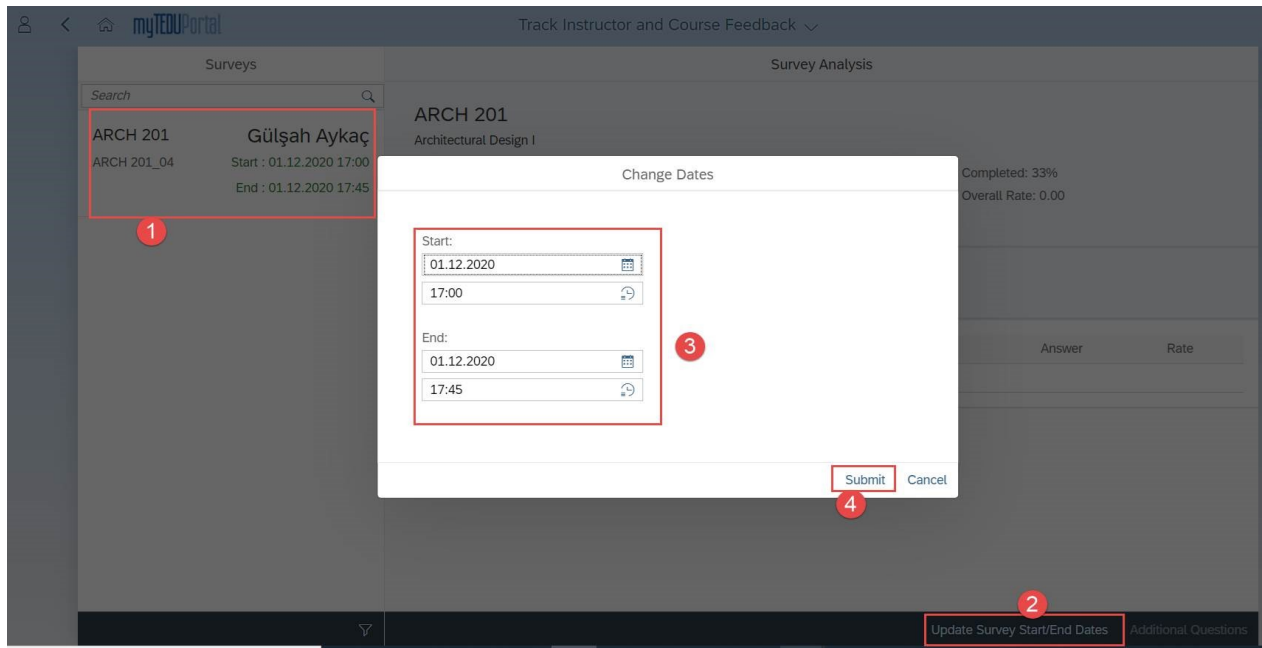 myTEDUPortal
Track Instructor and Course Feedback
Surveys
Survey Analysis
Search
ARCH 201
Gülşah Aykaç
ARCH 201_04
Start : 01.12.2020 17:00
End : 01.12.2020 17:45
1
ARCH 201
Architectural Design I
Completed: 33%
Overall Rate: 0.00
Change Dates
Start:
01.12.2020
17:00
End:
01.12.2020
17:45
3
Submit
Cancel
4
Answer
Rate
2
Update Survey Start/End Dates
Additional Questions